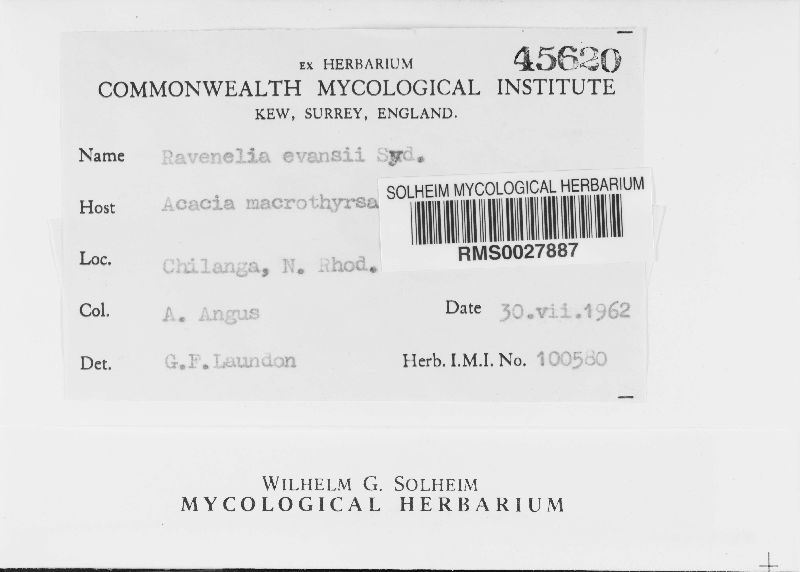 EX HERBARIUM 45620
COMMONWEALTH MYCOLOGICAL INSTITUTE
KEW, SURREY, ENGLAND.
Name Ravenelia evansii Syd.
SOLHEIM MYCOLOGICAL HERBARIUM
Host Acacia macrothyrsa
RMS0027887
Loc. Chilanga, N. Rhod.
Col. A. Angus Date 30.vii.1962
Det. G.F.Laundon Herb. I.M.I. No. 100580
WILHELM G. SOLHEIM
MYCOLOGICAL HERBARIUM